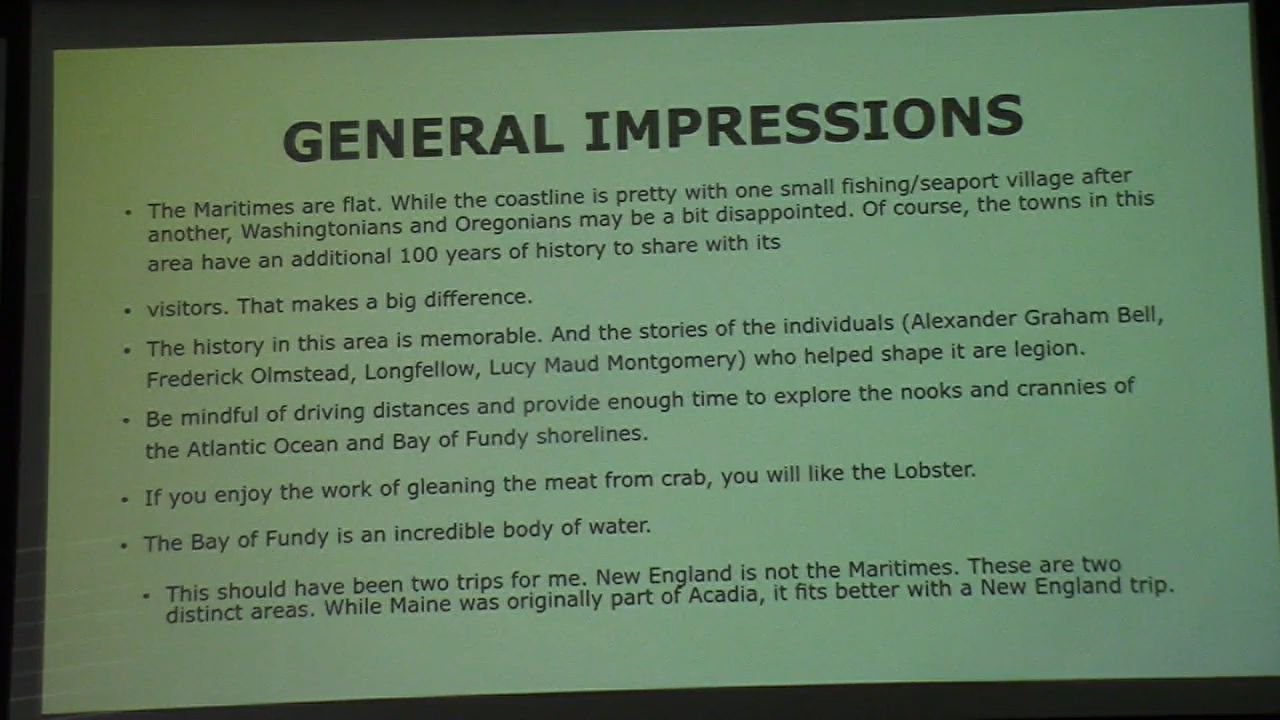 GENERAL IMPRESSIONS
• The Maritimes are flat. While the coastline is pretty with one small fishing/seaport village after
another, Washingtonians and Oregonians may be a bit disappointed. Of course, the towns in this
area have an additional 100 years of history to share with its
• visitors. That makes a big difference.
• The history in this area is memorable. And the stories of the individuals (Alexander Graham Bell,
Frederick Olmstead, Longfellow, Lucy Maud Montgomery) who helped shape it are legion.
• Be mindful of driving distances and provide enough time to explore the nooks and crannies of
the Atlantic Ocean and Bay of Fundy shorelines.
• If you enjoy the work of gleaning the meat from crab, you will like the Lobster.
• The Bay of Fundy is an incredible body of water.
• This should have been two trips for me. New England is not the Maritimes. These are two
distinct areas. While Maine was originally part of Acadia, it fits better with a New England trip.